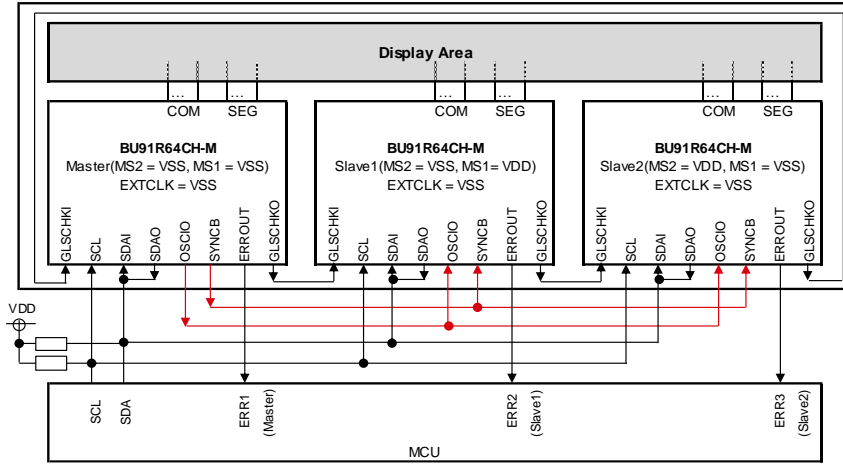 Display Area
... ... ... ... ... ...
COM SEG COM SEG COM SEG
BU91R64CH-M BU91R64CH-M BU91R64CH-M
Master(MS2 = VSS, MS1 = VSS) Slave1(MS2 = VSS, MS1= VDD) Slave2(MS2 = VDD, MS1 = VSS)
EXTCLK = VSS EXTCLK = VSS EXTCLK = VSS
GLSCHKI SCL SDAI SDAO OSCIO SYNCB ERROUT GLSCHKO GLSCHKI SCL SDAI SDAO OSCIO SYNCB ERROUT GLSCHKO GLSCHKI SCL SDAI SDAO OSCIO SYNCB ERROUT GLSCHKO
VDD
SCL SDA ERR1 (Master) ERR2 (Slave1) ERR3 (Slave2)
MCU